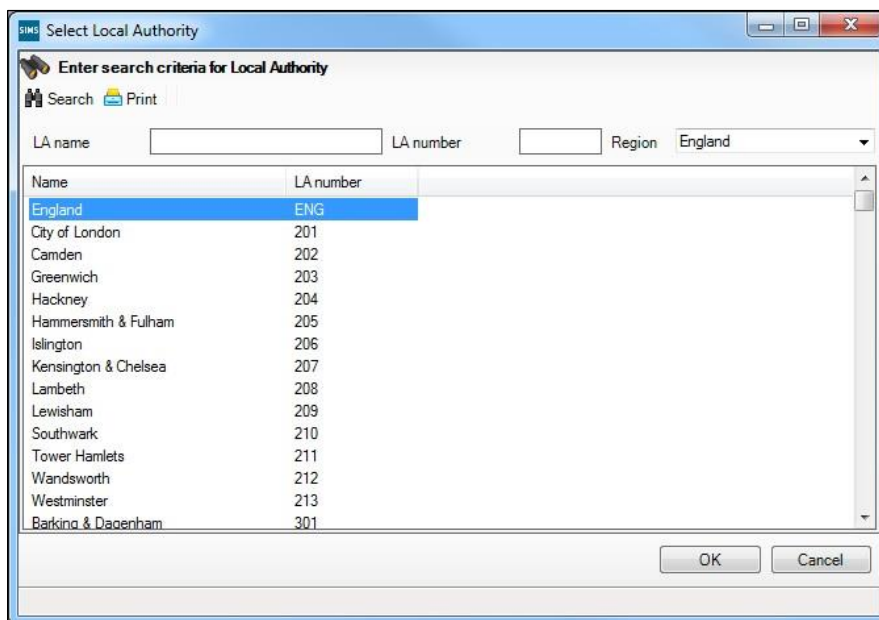 SIMS Select Local Authority
Enter search criteria for Local Authority
Search Print
LA name LA number Region England
Name LA number
England ENG
City of London 201
Camden 202
Greenwich 203
Hackney 204
Hammersmith & Fulham 205
Islington 206
Kensington & Chelsea 207
Lambeth 208
Lewisham 209
Southwark 210
Tower Hamlets 211
Wandsworth 212
Westminster 213
Barking & Dagenham 301
OK Cancel